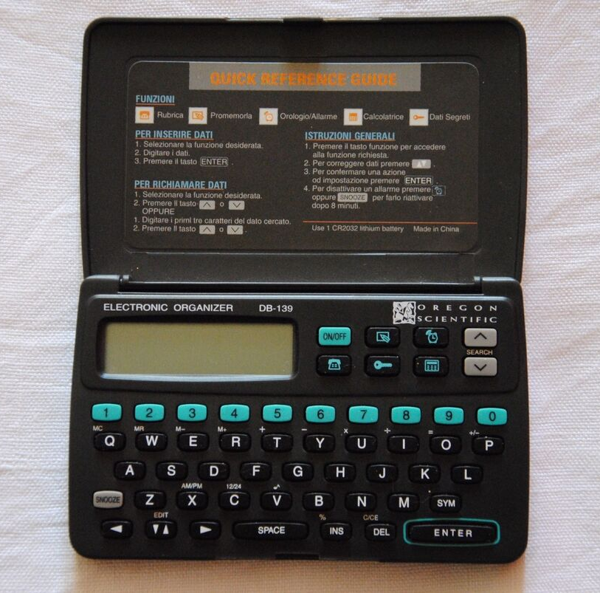 QUICK REFERENCE GUIDE
FUNZIONI
Rubrica Promemorla Orologio/Allarme Calcolatrice Dati Segreti
PER INSERIRE DATI
1. Selezionare la funzione desiderata.
2. Digitare i dati.
3. Premere il tasto ENTER .
PER RICHIAMARE DATI
1. Selezionare la funzione desiderata.
2. Premere il tasto o .
OPPURE
1. Digitare i primi tre caratteri del dato cercato.
2. Premere il tasto o .
ISTRUZIONI GENERALI
1. Premere il tasto funzione per accedere
alla funzione richiesta.
2. Per correggere dati premere ▲▼ .
3. Per confermare una azione
od impostazione premere ENTER
4. Per disattivare un allarme premere
oppure SNOOZE per farlo riattivare
dopo 8 minuti.
Use 1 CR2032 lithium battery Made in China
ELECTRONIC ORGANIZER DB-139
OREGON
SCIENTIFIC
ON/OFF
SEARCH
1 2 3 4 5 6 7 8 9 0
MC MR M− M+ + − x ÷ = +/−
Q W E R T Y U I O P
A S D F G H J K L
AM/PM 12/24
SNOOZE Z X C V B N M SYM
EDIT % C/CE
◄ ▼▲ ► SPACE INS DEL ENTER